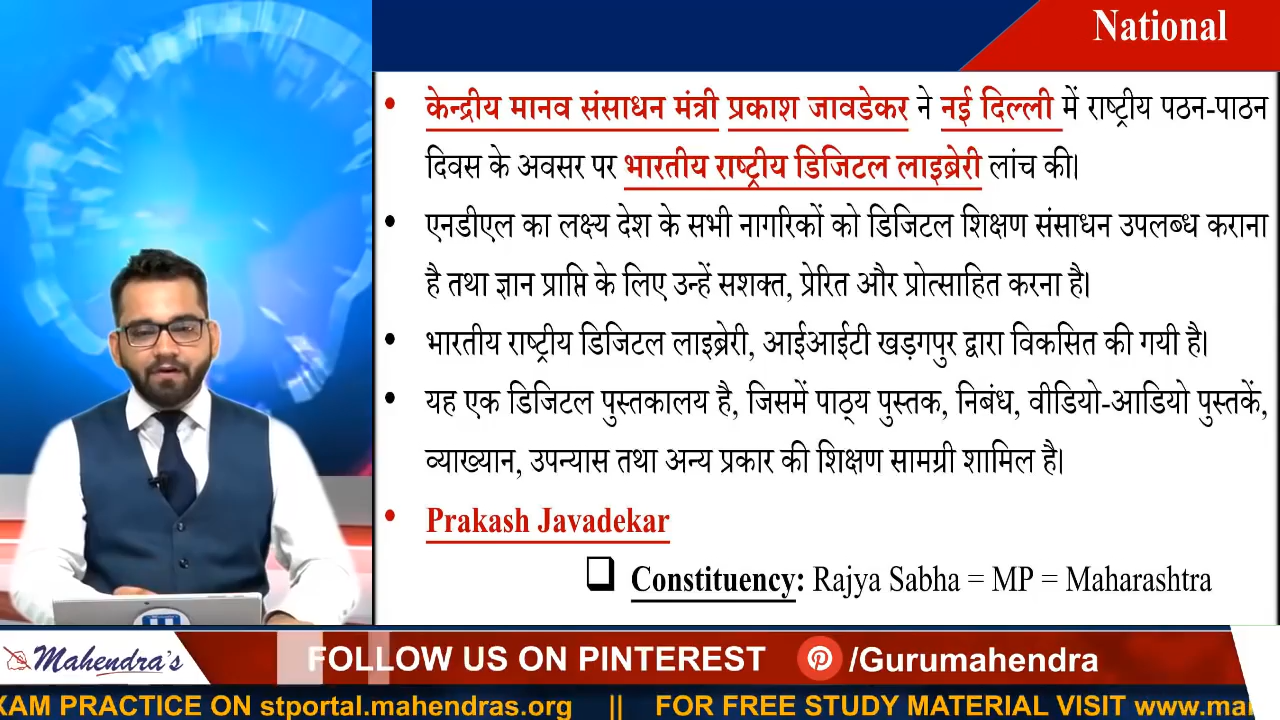 National
• केन्द्रीय मानव संसाधन मंत्री प्रकाश जावडेकर ने नई दिल्ली में राष्ट्रीय पठन-पाठन
दिवस के अवसर पर भारतीय राष्ट्रीय डिजिटल लाइब्रेरी लांच की।
• एनडीएल का लक्ष्य देश के सभी नागरिकों को डिजिटल शिक्षण संसाधन उपलब्ध कराना
है तथा ज्ञान प्राप्ति के लिए उन्हें सशक्त, प्रेरित और प्रोत्साहित करना है।
• भारतीय राष्ट्रीय डिजिटल लाइब्रेरी, आईआईटी खड़गपुर द्वारा विकसित की गयी है।
• यह एक डिजिटल पुस्तकालय है, जिसमें पाठ्य पुस्तक, निबंध, वीडियो-आडियो पुस्तकें,
व्याख्यान, उपन्यास तथा अन्य प्रकार की शिक्षण सामग्री शामिल है।
• Prakash Javadekar
❑ Constituency: Rajya Sabha = MP = Maharashtra
Mahendra's
FOLLOW US ON PINTEREST /Gurumahendra
EXAM PRACTICE ON stportal.mahendras.org || FOR FREE STUDY MATERIAL VISIT www.mah